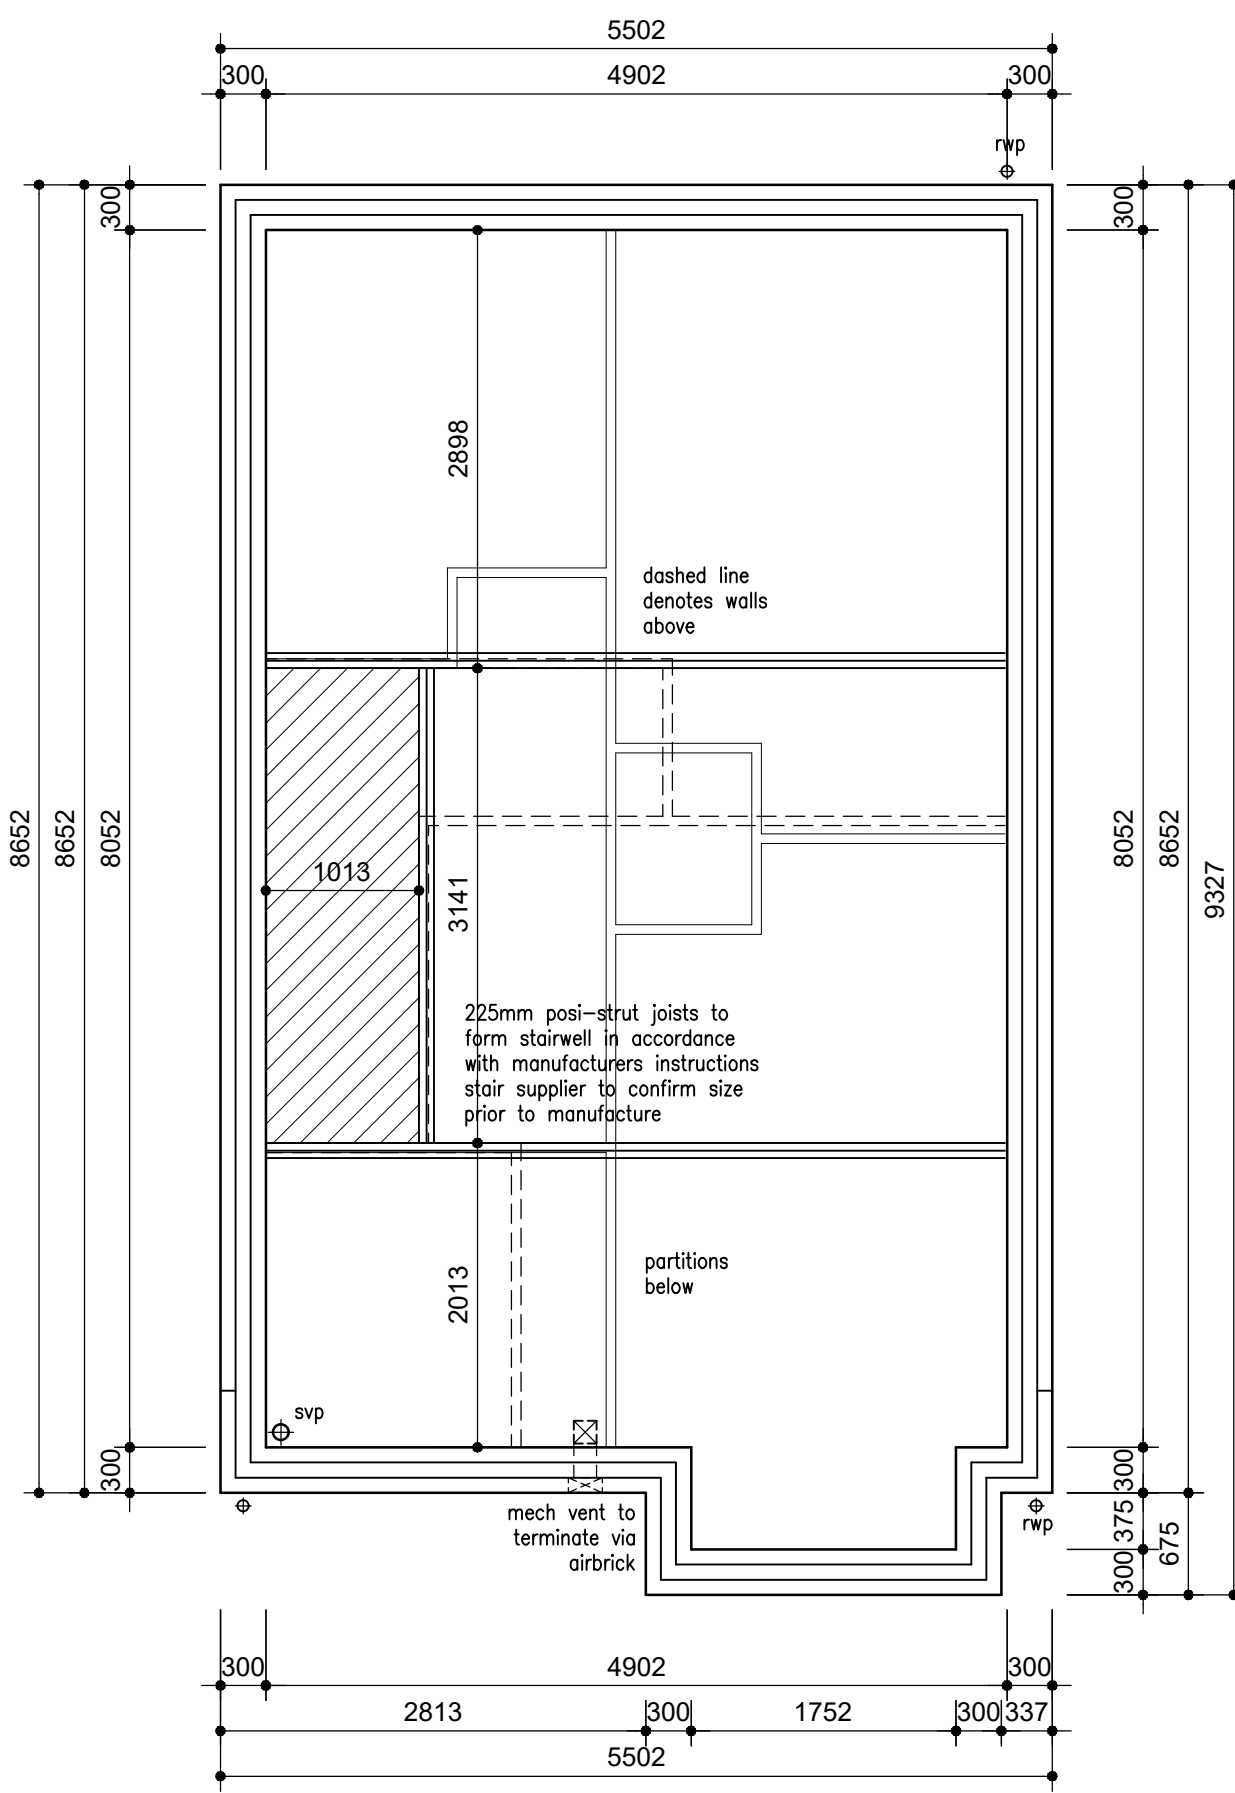 5502
300 4902 300
rwp
300
300
2898
dashed line
denotes walls
above
8652
8652
8052
1013
3141
8052
8652
9327
225mm posi-strut joists to
form stairwell in accordance
with manufacturers instructions
stair supplier to confirm size
prior to manufacture
2013
partitions
below
svp
300
300
mech vent to
terminate via
airbrick
rwp
375
675
300
300 4902 300
2813 300 1752 300 337
5502